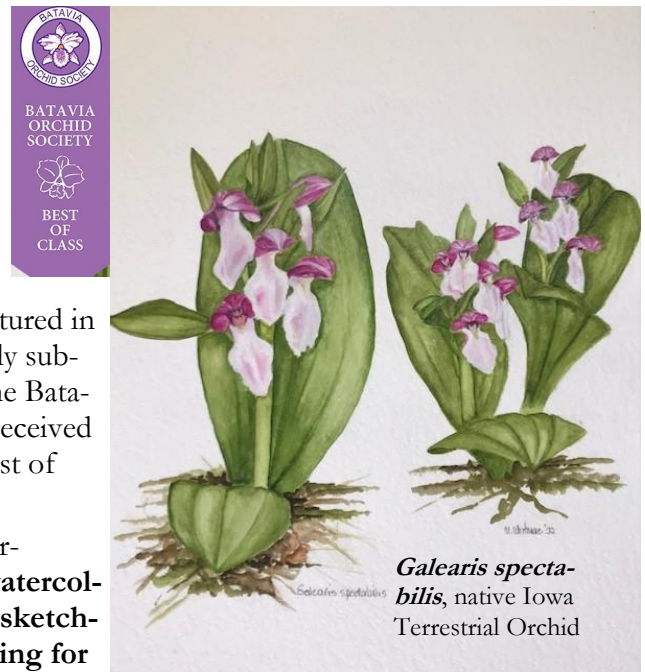 BATAVIA
ORCHID SOCIETY
BATAVIA
ORCHID
SOCIETY
BEST
OF
CLASS
tured in
ly sub-
ne Bata-
eceived
st of
r-
atercol-
sketch-
ing for
Galearis spectabilis
Galearis specta-
bilis, native Iowa
Terrestrial Orchid